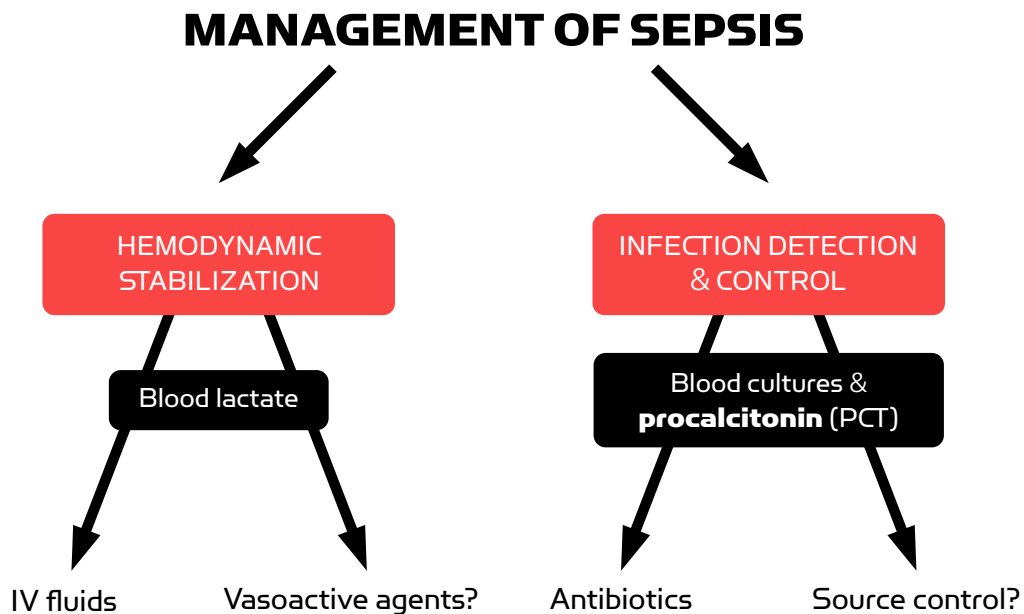 MANAGEMENT OF SEPSIS
HEMODYNAMIC
STABILIZATION
INFECTION DETECTION
& CONTROL
Blood lactate
Blood cultures &
procalcitonin (PCT)
IV fluids
Vasoactive agents?
Antibiotics
Source control?